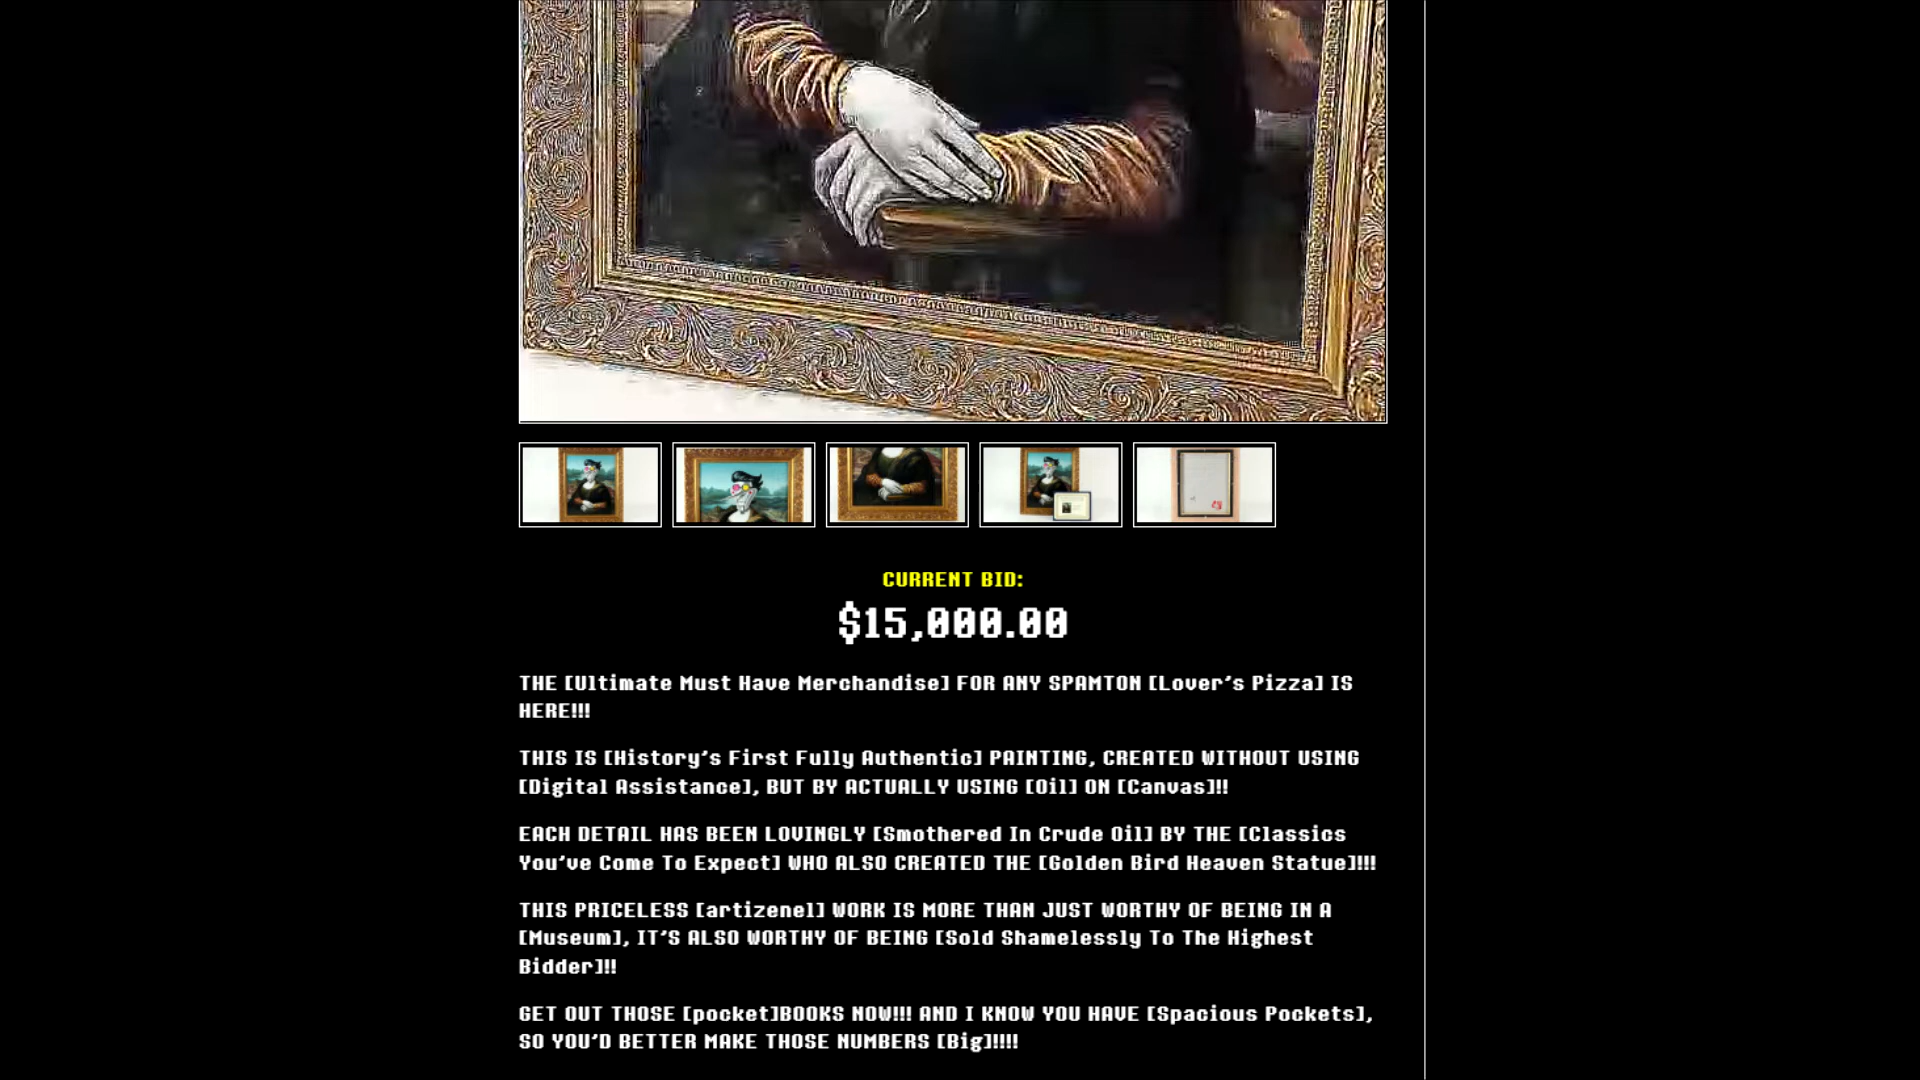 CURRENT BID:
$15,000.00
THE [Ultimate Must Have Merchandise] FOR ANY SPAMTON [Lover's Pizza] IS
HERE!!!
THIS IS [History's First Fully Authentic] PAINTING, CREATED WITHOUT USING
[Digital Assistance], BUT BY ACTUALLY USING [Oil] ON [Canvas]!!
EACH DETAIL HAS BEEN LOVINGLY [Smothered In Crude Oil] BY THE [Classics
You've Come To Expect] WHO ALSO CREATED THE [Golden Bird Heaven Statue]!!!
THIS PRICELESS [artizenel] WORK IS MORE THAN JUST WORTHY OF BEING IN A
[Museum], IT'S ALSO WORTHY OF BEING [Sold Shamelessly To The Highest
Bidder]!!
GET OUT THOSE [pocket]BOOKS NOW!!! AND I KNOW YOU HAVE [Spacious Pockets],
SO YOU'D BETTER MAKE THOSE NUMBERS [Big]!!!!